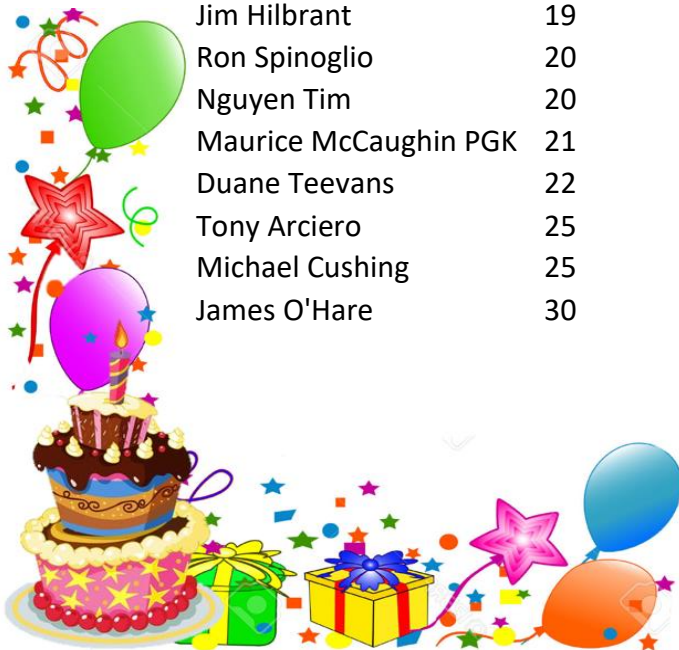 Jim Hilbrant 19
Ron Spinoglio 20
Nguyen Tim 20
Maurice McCaughin PGK 21
Duane Teevans 22
Tony Arciero 25
Michael Cushing 25
James O'Hare 30